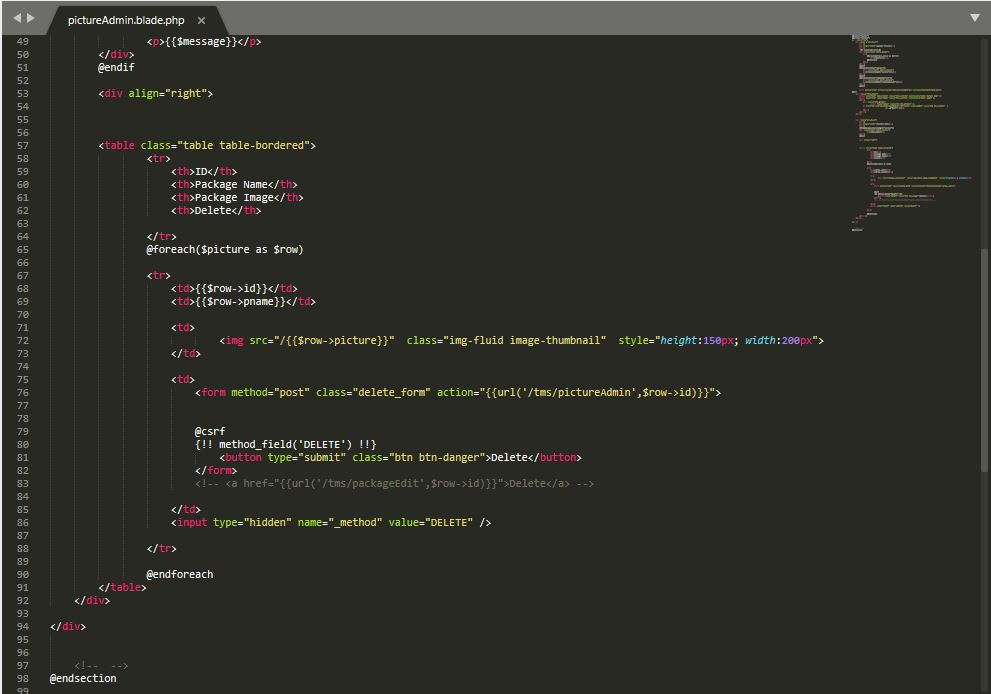 pictureAdmin.blade.php
49 <p>{{$message}}</p>
50 </div>
51 @endif
52
53 <div align="right">
54
55
56
57 <table class="table table-bordered">
58 <tr>
59 <th>ID</th>
60 <th>Package Name</th>
61 <th>Package Image</th>
62 <th>Delete</th>
63
64 </tr>
65 @foreach($picture as $row)
66
67 <tr>
68 <td>{{$row->id}}</td>
69 <td>{{$row->pname}}</td>
70
71 <td>
72 <img src="/{{$row->picture}}" class="img-fluid image-thumbnail" style="height:150px; width:200px">
73 </td>
74
75 <td>
76 <form method="post" class="delete_form" action="{{url('/tms/pictureAdmin',$row->id)}}">
77
78
79 @csrf
80 {!! method_field('DELETE') !!}
81 <button type="submit" class="btn btn-danger">Delete</button>
82 </form>
83 <!-- <a href="{{url('/tms/packageEdit',$row->id)}}">Delete</a> -->
84
85 </td>
86 <input type="hidden" name="_method" value="DELETE" />
87
88 </tr>
89
90 @endforeach
91 </table>
92 </div>
93
94 </div>
95
96
97 <!-- -->
98 @endsection
99